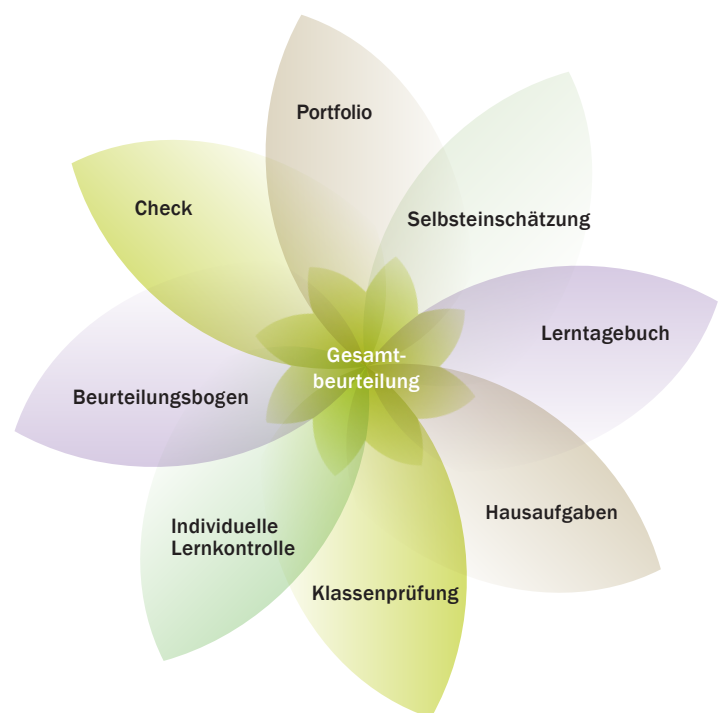 Portfolio
Check
Selbsteinschätzung
Lerntagebuch
Gesamt-
beurteilung
Beurteilungsbogen
Hausaufgaben
Individuelle
Lernkontrolle
Klassenprüfung